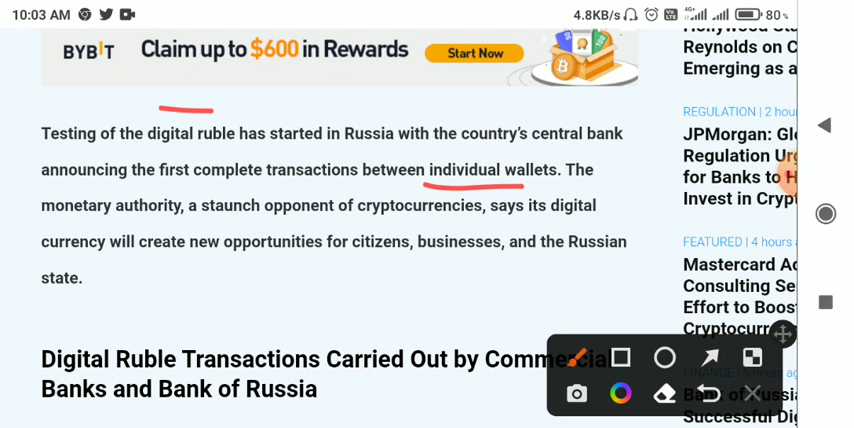 10:03 AM
4.8KB/s
4G+
80%
BYBIT
Claim up to $600 in Rewards
Start Now
Testing of the digital ruble has started in Russia with the country's central bank
announcing the first complete transactions between individual wallets. The
monetary authority, a staunch opponent of cryptocurrencies, says its digital
currency will create new opportunities for citizens, businesses, and the Russian
state.
Digital Ruble Transactions Carried Out by Commercial
Banks and Bank of Russia
Reynolds on C
Emerging as a
REGULATION | 2 hou
JPMorgan: Gl
Regulation Ur
for Banks to H
Invest in Crypt
FEATURED | 4 hours a
Mastercard Ac
Consulting Se
Effort to Boos
Cryptocurr
FINANCE
Successful Di